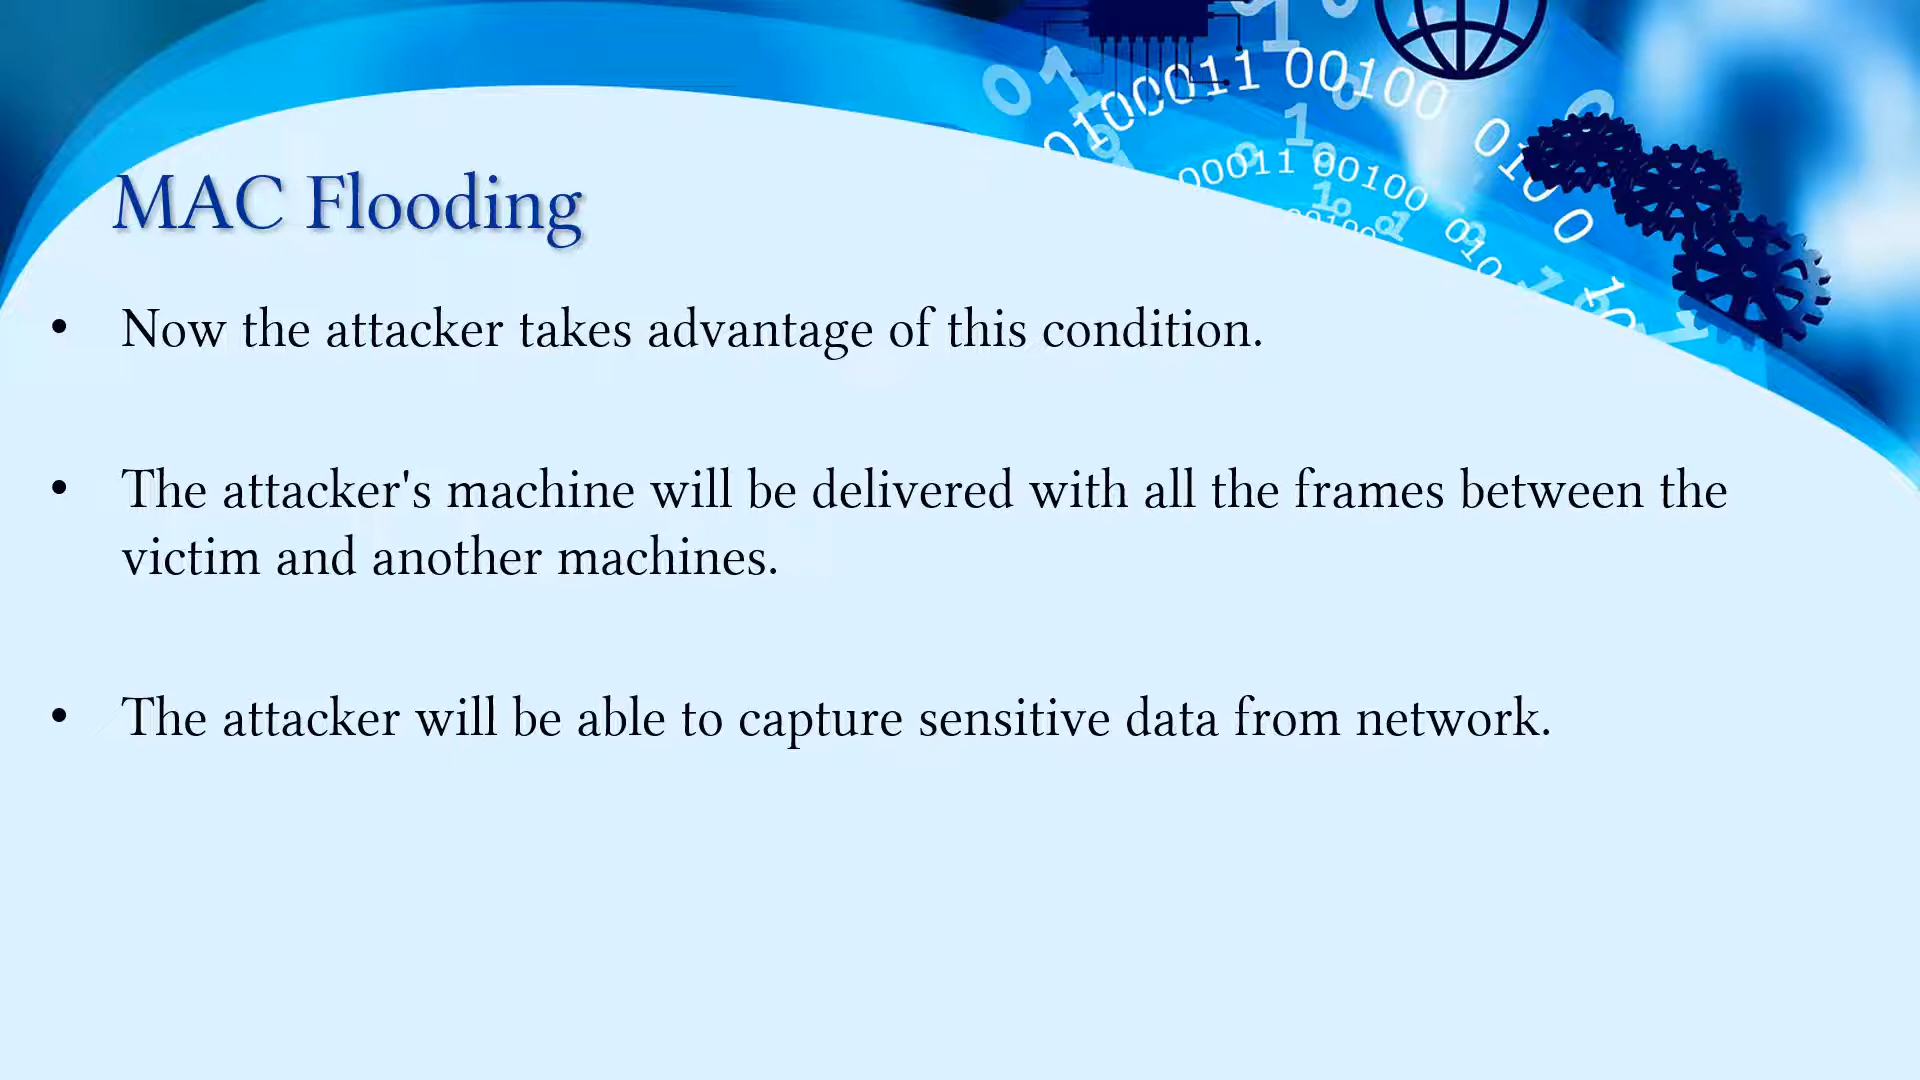 MAC Flooding
• Now the attacker takes advantage of this condition.
• The attacker's machine will be delivered with all the frames between the
victim and another machines.
• The attacker will be able to capture sensitive data from network.